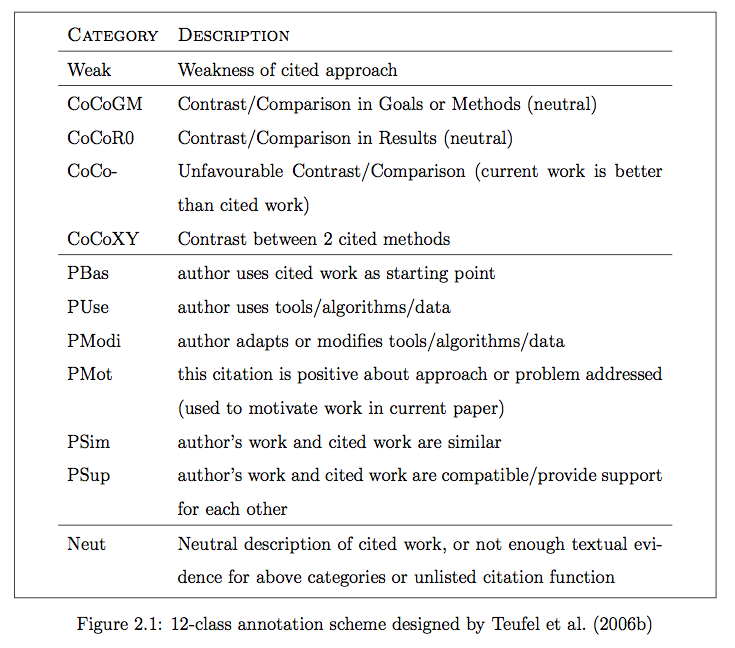 CATEGORY DESCRIPTION
Weak Weakness of cited approach
CoCoGM Contrast/Comparison in Goals or Methods (neutral)
CoCoR0 Contrast/Comparison in Results (neutral)
CoCo- Unfavourable Contrast/Comparison (current work is better
than cited work)
CoCoXY Contrast between 2 cited methods
PBas author uses cited work as starting point
PUse author uses tools/algorithms/data
PModi author adapts or modifies tools/algorithms/data
PMot this citation is positive about approach or problem addressed
(used to motivate work in current paper)
PSim author's work and cited work are similar
PSup author's work and cited work are compatible/provide support
for each other
Neut Neutral description of cited work, or not enough textual evi-
dence for above categories or unlisted citation function
Figure 2.1: 12-class annotation scheme designed by Teufel et al. (2006b)